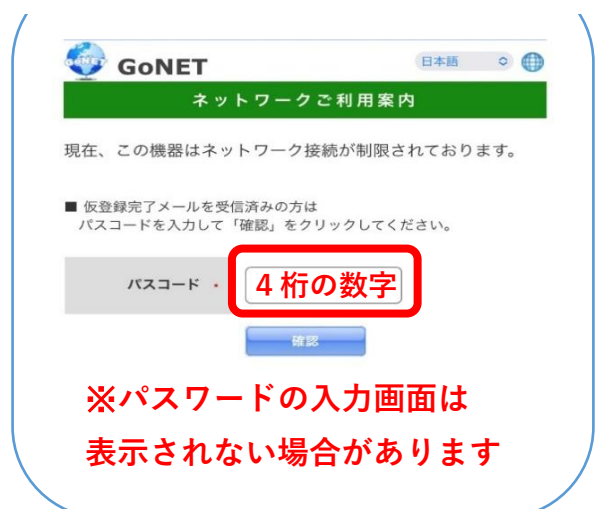 GoNET
日本語
ネットワークご利用案内
現在、この機器はネットワーク接続が制限されております。
■ 仮登録完了メールを受信済みの方は
パスコードを入力して「確認」をクリックしてください。
パスコード • 4桁の数字
確認
※パスワードの入力画面は
表示されない場合があります